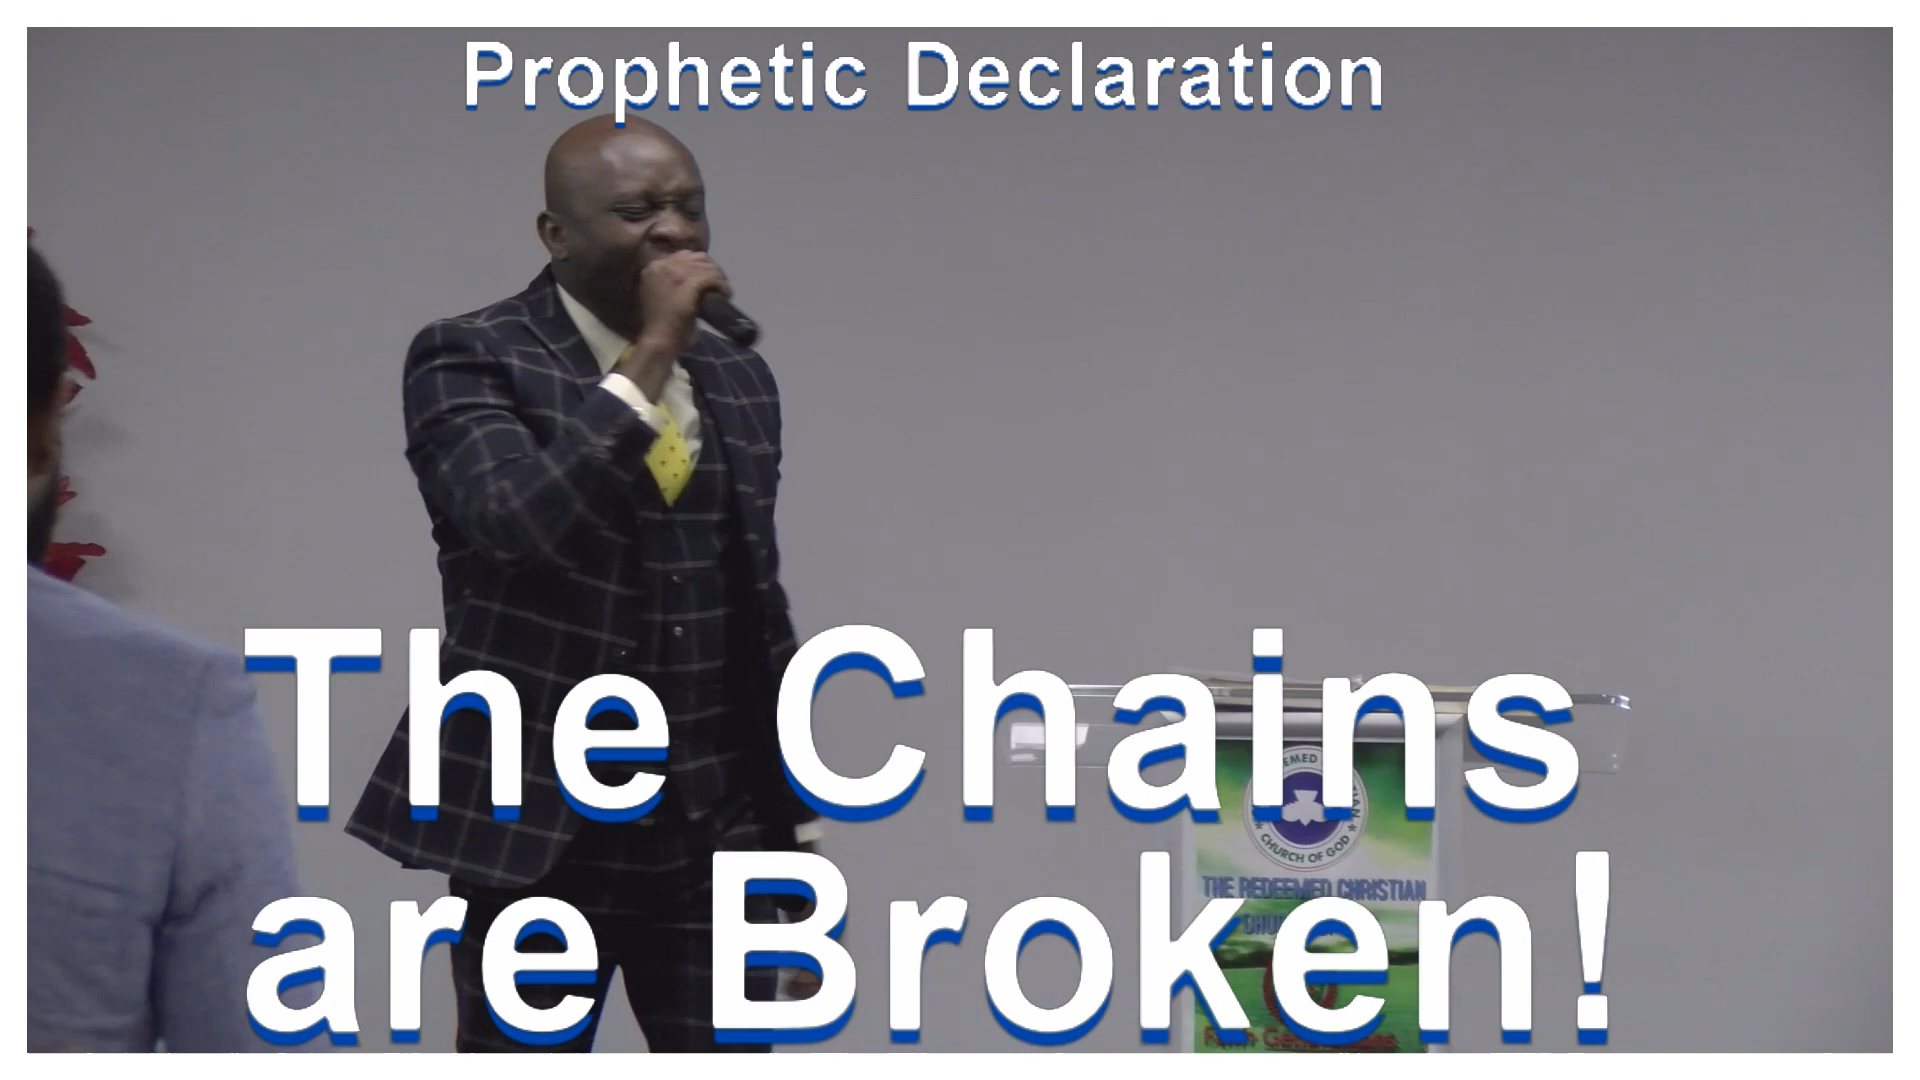 Prophetic Declaration
The Chains
are Broken!
CHURCH OF GOD
THE REDEEMED CHRISTIAN